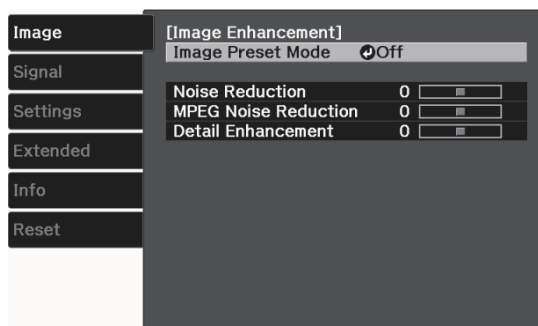 Image
Signal
Settings
Extended
Info
Reset
[Image Enhancement]
Image Preset Mode Off
Noise Reduction 0
MPEG Noise Reduction 0
Detail Enhancement 0